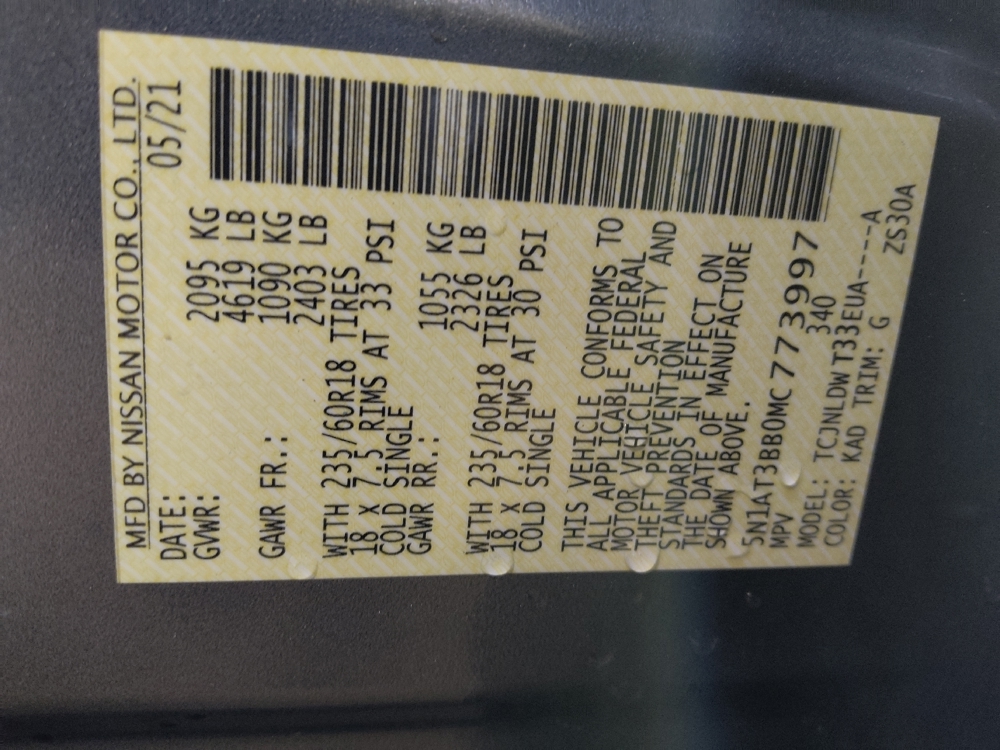 MFD BY NISSAN MOTOR CO., LTD.
DATE: 05/21
GVWR: 2095 KG
4619 LB
GAWR FR.: 1090 KG
2403 LB
WITH 235/60R18 TIRES
18 X 7.5 RIMS AT 33 PSI
COLD SINGLE
GAWR RR.: 1055 KG
2326 LB
WITH 235/60R18 TIRES
18 X 7.5 RIMS AT 30 PSI
COLD SINGLE
THIS VEHICLE CONFORMS TO
ALL APPLICABLE FEDERAL
MOTOR VEHICLE SAFETY AND
THEFT PREVENTION
STANDARDS IN EFFECT ON
THE DATE OF MANUFACTURE
SHOWN ABOVE.
5N1AT3BB0MC773997
MPV 340
MODEL: TCJNLDWT33EUA----A
COLOR: KAD TRIM: G ZS30A